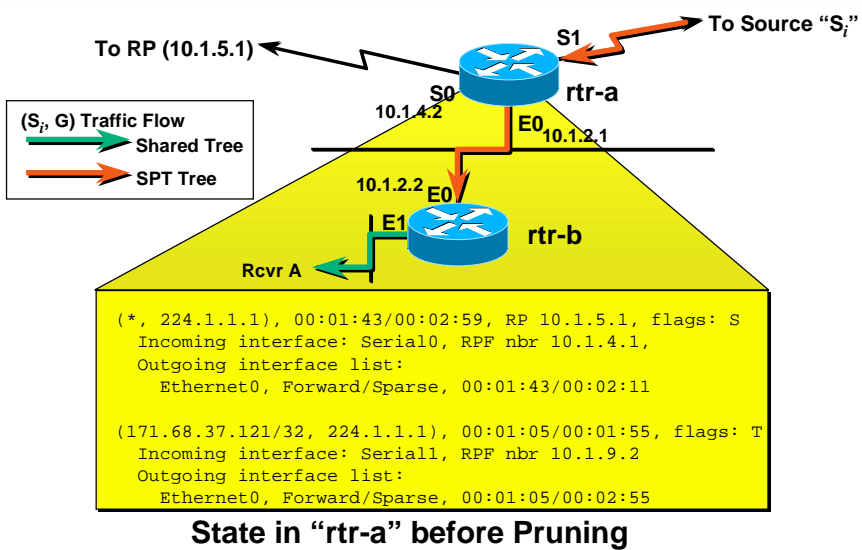 To Source “Si”
S1
To RP (10.1.5.1)
S0
rtr-a
10.1.4.2
E0
10.1.2.1
(Si, G) Traffic Flow
Shared Tree
SPT Tree
10.1.2.2
E0
E1
rtr-b
Rcvr A
(*, 224.1.1.1), 00:01:43/00:02:59, RP 10.1.5.1, flags: S
Incoming interface: Serial0, RPF nbr 10.1.4.1,
Outgoing interface list:
Ethernet0, Forward/Sparse, 00:01:43/00:02:11
(171.68.37.121/32, 224.1.1.1), 00:01:05/00:01:55, flags: T
Incoming interface: Serial1, RPF nbr 10.1.9.2
Outgoing interface list:
Ethernet0, Forward/Sparse, 00:01:05/00:02:55
State in “rtr-a” before Pruning